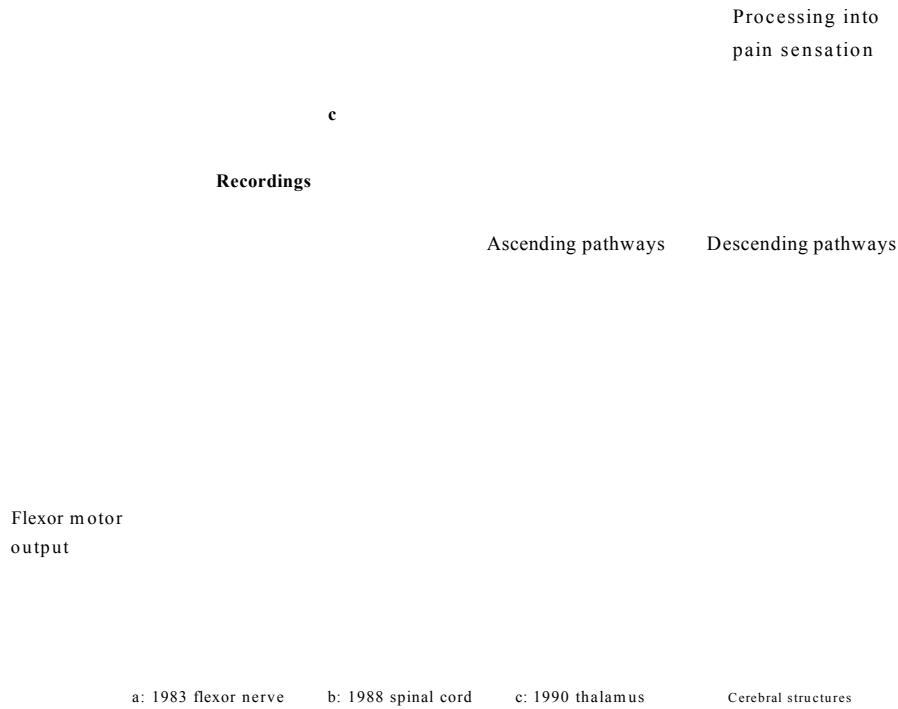 Processing into
pain sensation
c
Recordings
Ascending pathways Descending pathways
Flexor motor
output
a: 1983 flexor nerve b: 1988 spinal cord c: 1990 thalamus Cerebral structures